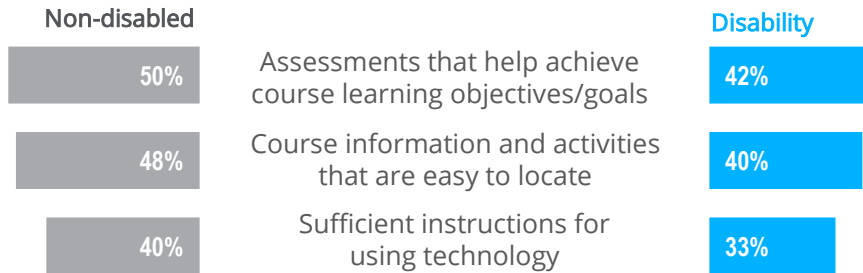 Non-disabled
Disability
50%
Assessments that help achieve
course learning objectives/goals
42%
48%
Course information and activities
that are easy to locate
40%
40%
Sufficient instructions for
using technology
33%